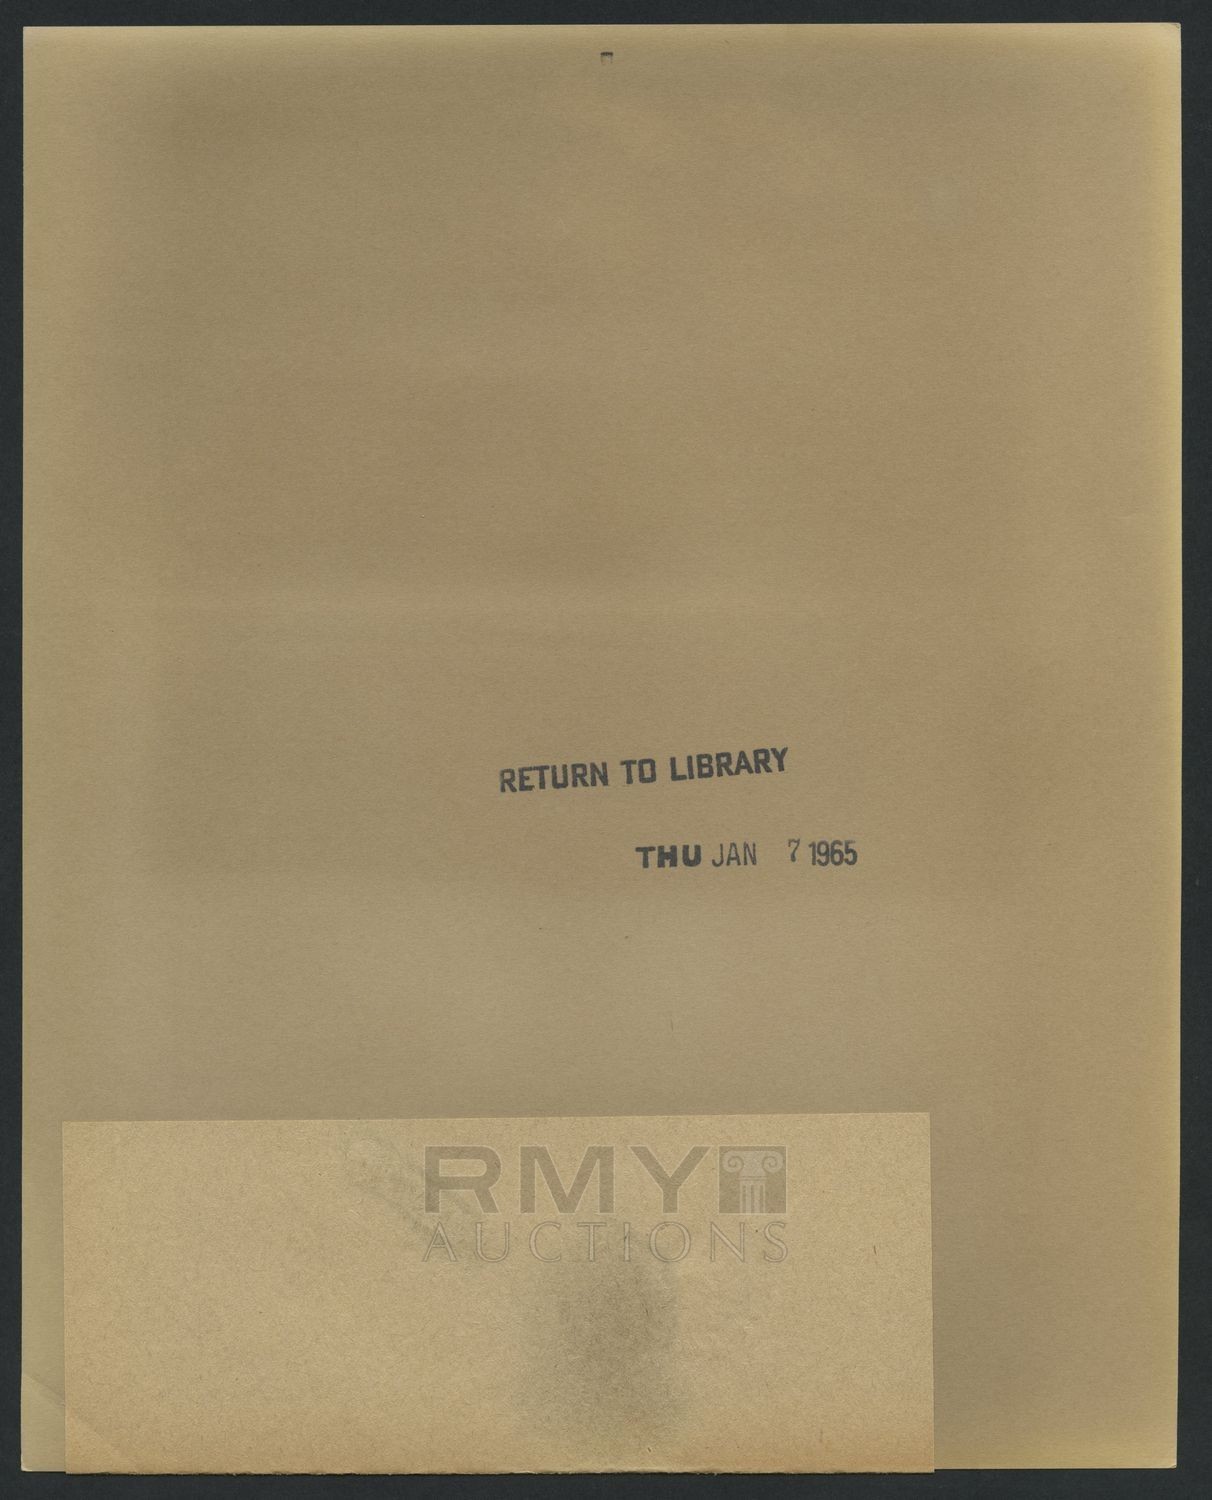 RETURN TO LIBRARY
THU JAN 7 1965
RMY
AUCTIONS